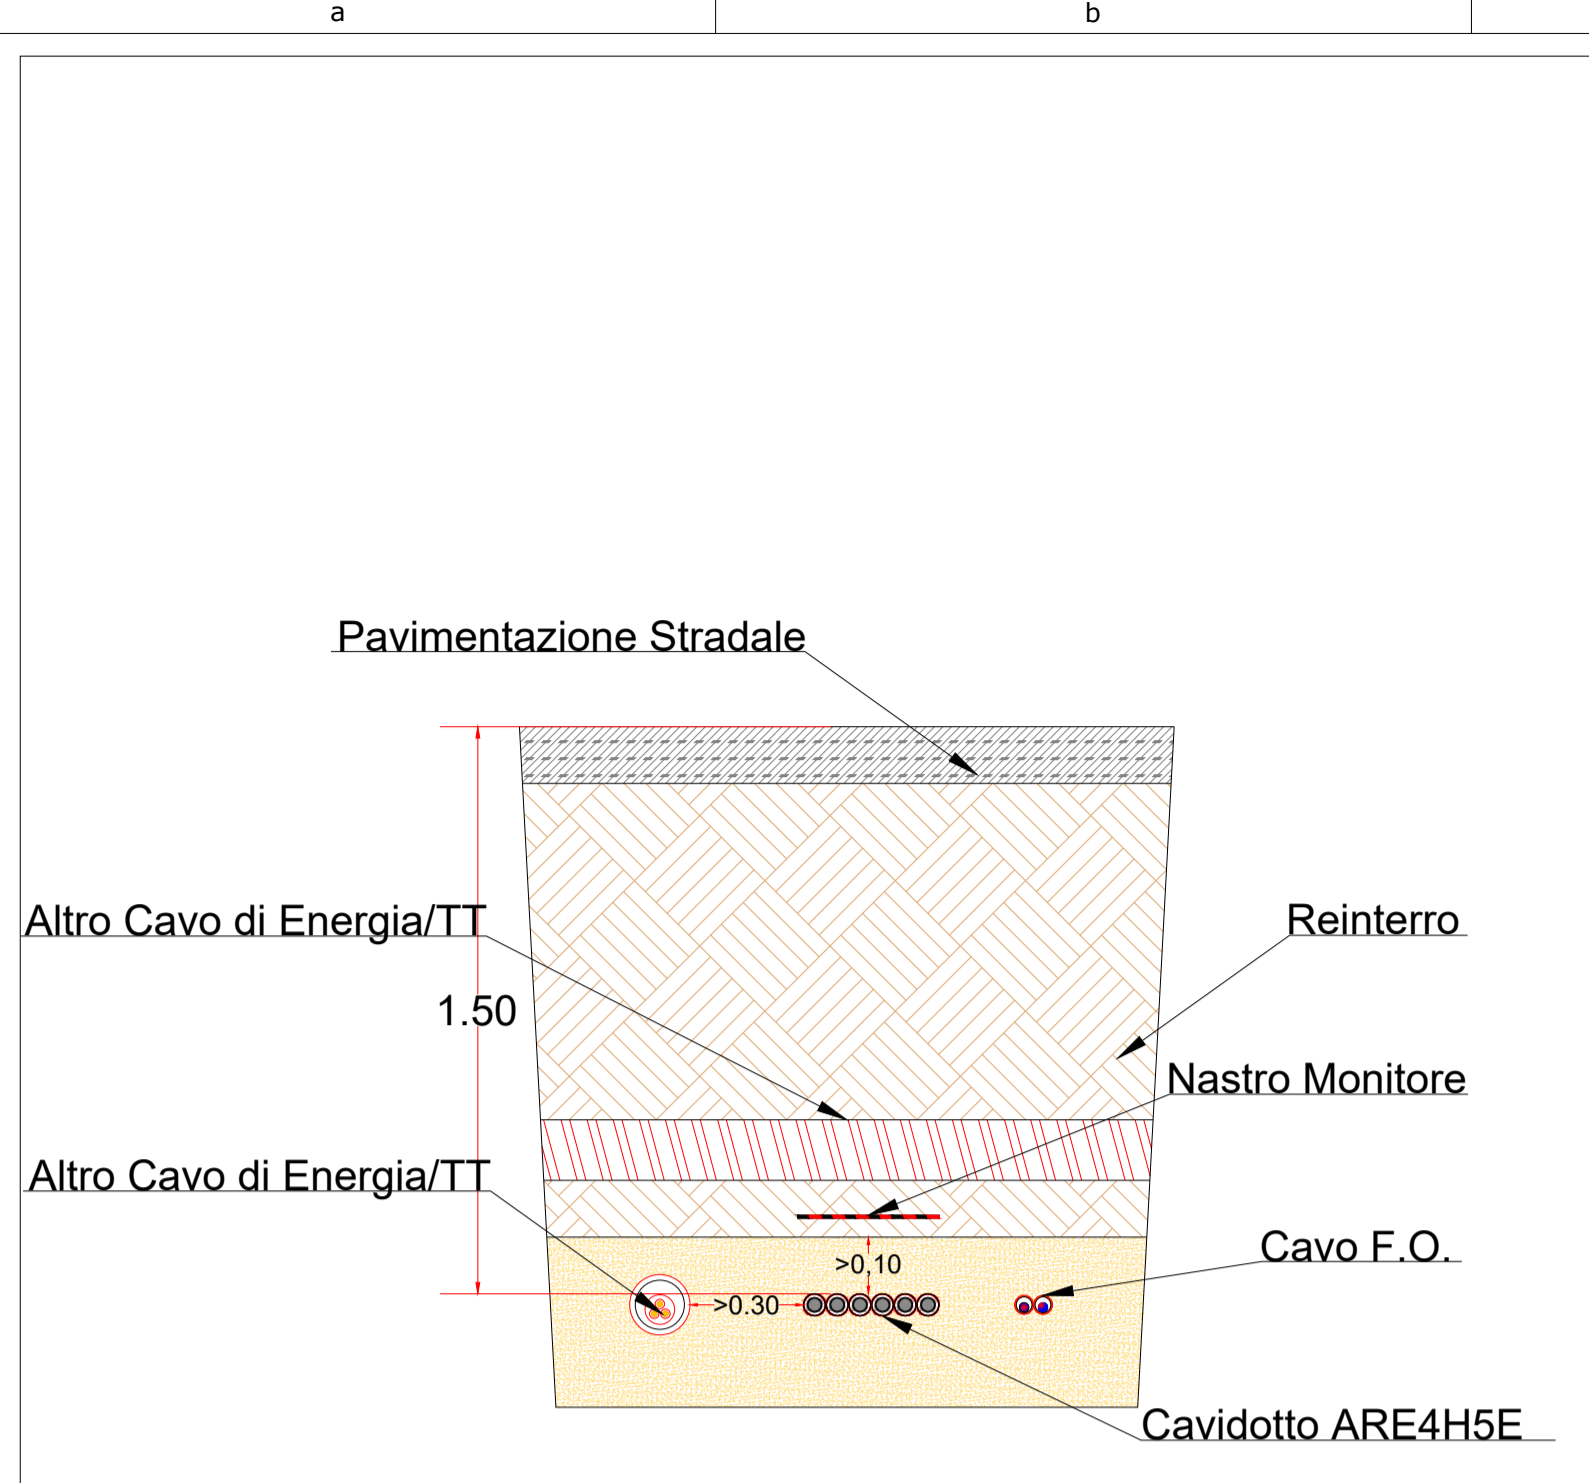 a
b
Pavimentazione Stradale
Altro Cavo di Energia/TT
Reinterro
1.50
Nastro Monitore
Altro Cavo di Energia/TT
Cavo F.O.
>0,10
>0.30
Cavidotto ARE4H5E